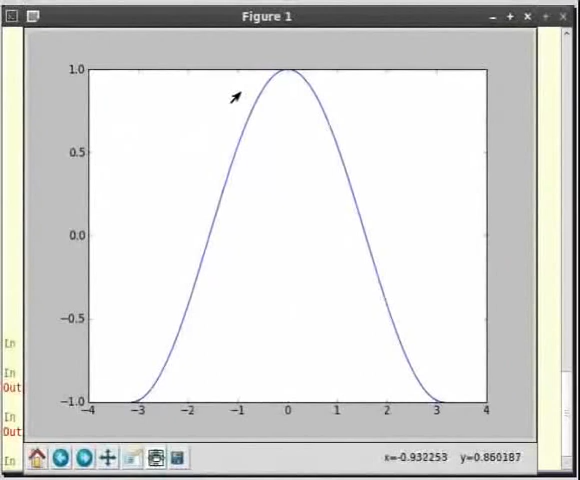 Figure 1
1.0
0.5
0.0
−0.5
−1.0
−4 −3 −2 −1 0 1 2 3 4
In
In
Out
In
Out
In
x=-0.932253 y=0.860187